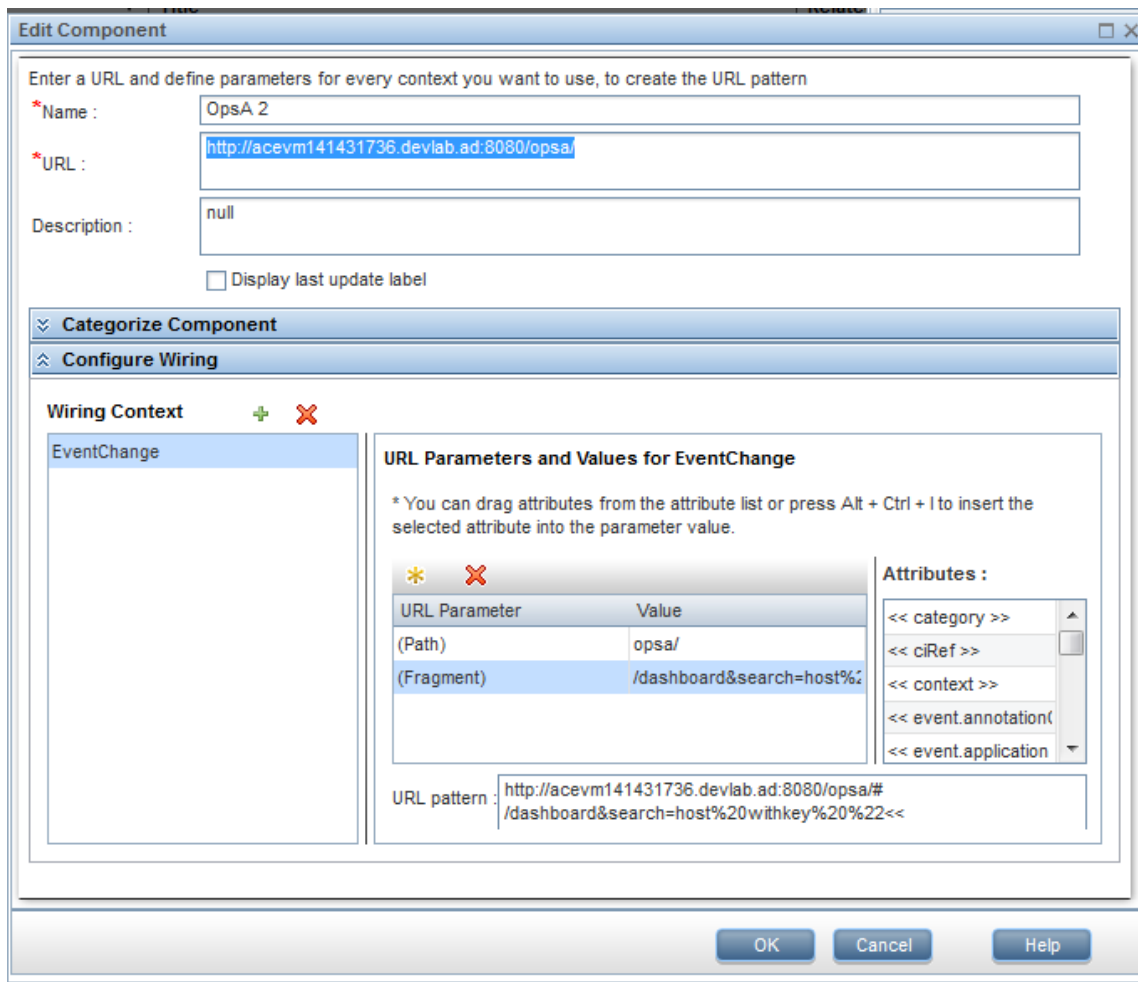 Title
Edit Component
Enter a URL and define parameters for every context you want to use, to create the URL pattern
*Name :
OpsA 2
*URL :
http://acevm141431736.devlab.ad:8080/opsa/
Description :
null
Display last update label
Categorize Component
Configure Wiring
Wiring Context
EventChange
URL Parameters and Values for EventChange
* You can drag attributes from the attribute list or press Alt + Ctrl + I to insert the
selected attribute into the parameter value.
Attributes :
URL Parameter Value
(Path) opsa/
(Fragment) /dashboard&search=host%2
<< category >>
<< ciRef >>
<< context >>
<< event.annotation
<< event.application
URL pattern :
http://acevm141431736.devlab.ad:8080/opsa/#
/dashboard&search=host%20withkey%20%22<<
OK Cancel Help